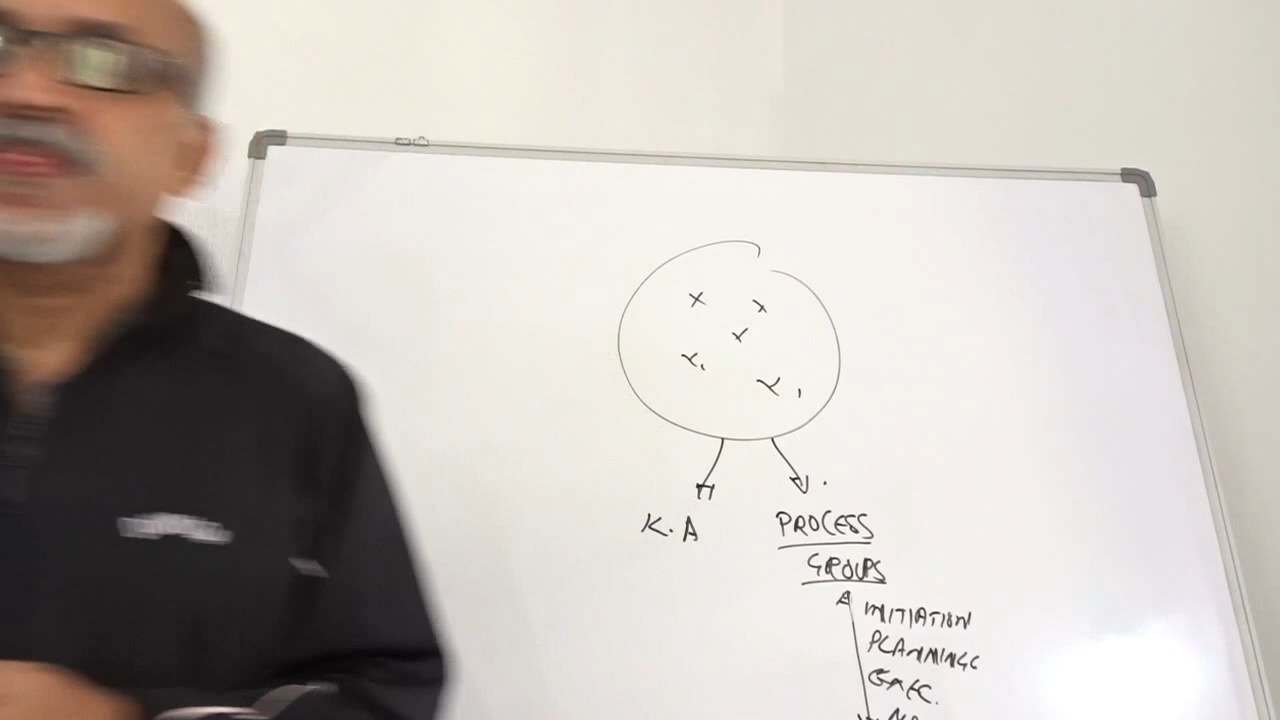 K.A
PROCESS
GROUPS
INITIATION
PLANNING
EXEC.